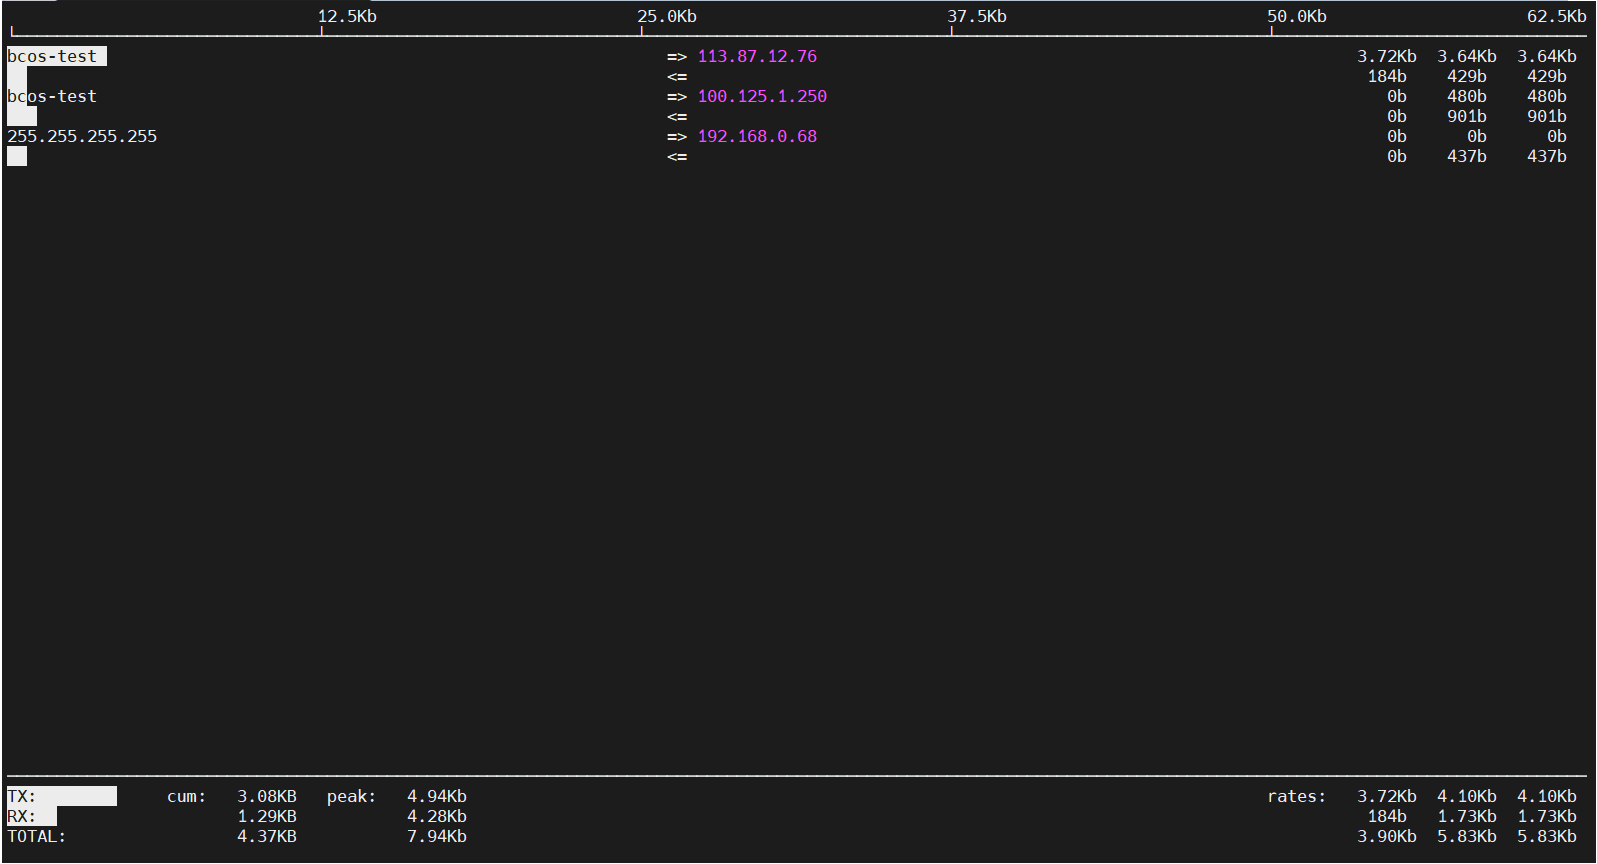 12.5Kb 25.0Kb 37.5Kb 50.0Kb 62.5Kb
bcos-test => 113.87.12.76 3.72Kb 3.64Kb 3.64Kb
<= 184b 429b 429b
bcos-test => 100.125.1.250 0b 480b 480b
<= 0b 901b 901b
255.255.255.255 => 192.168.0.68 0b 0b 0b
<= 0b 437b 437b
TX: cum: 3.08KB peak: 4.94Kb rates: 3.72Kb 4.10Kb 4.10Kb
RX: 1.29KB 4.28Kb 184b 1.73Kb 1.73Kb
TOTAL: 4.37KB 7.94Kb 3.90Kb 5.83Kb 5.83Kb